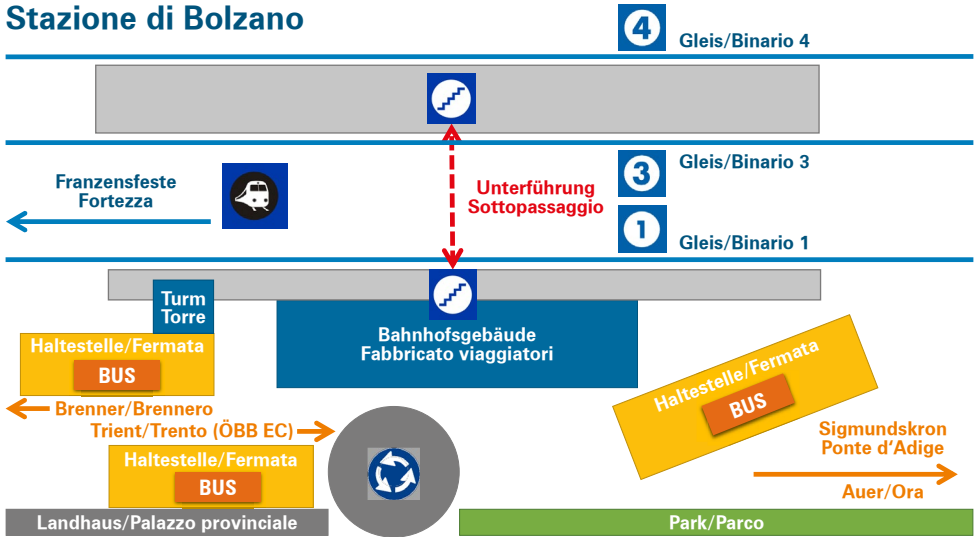 Stazione di Bolzano
4
Gleis/Binario 4
Franzensfeste
Fortezza
Unterführung
Sottopassaggio
3
Gleis/Binario 3
1
Gleis/Binario 1
Turm
Torre
Bahnhofsgebäude
Fabbricato viaggiatori
Haltestelle/Fermata
BUS
Brenner/Brennero
Trient/Trento (ÖBB EC)
Haltestelle/Fermata
BUS
Haltestelle/Fermata
BUS
Sigmundskron
Ponte d'Adige
Auer/Ora
Landhaus/Palazzo provinciale
Park/Parco